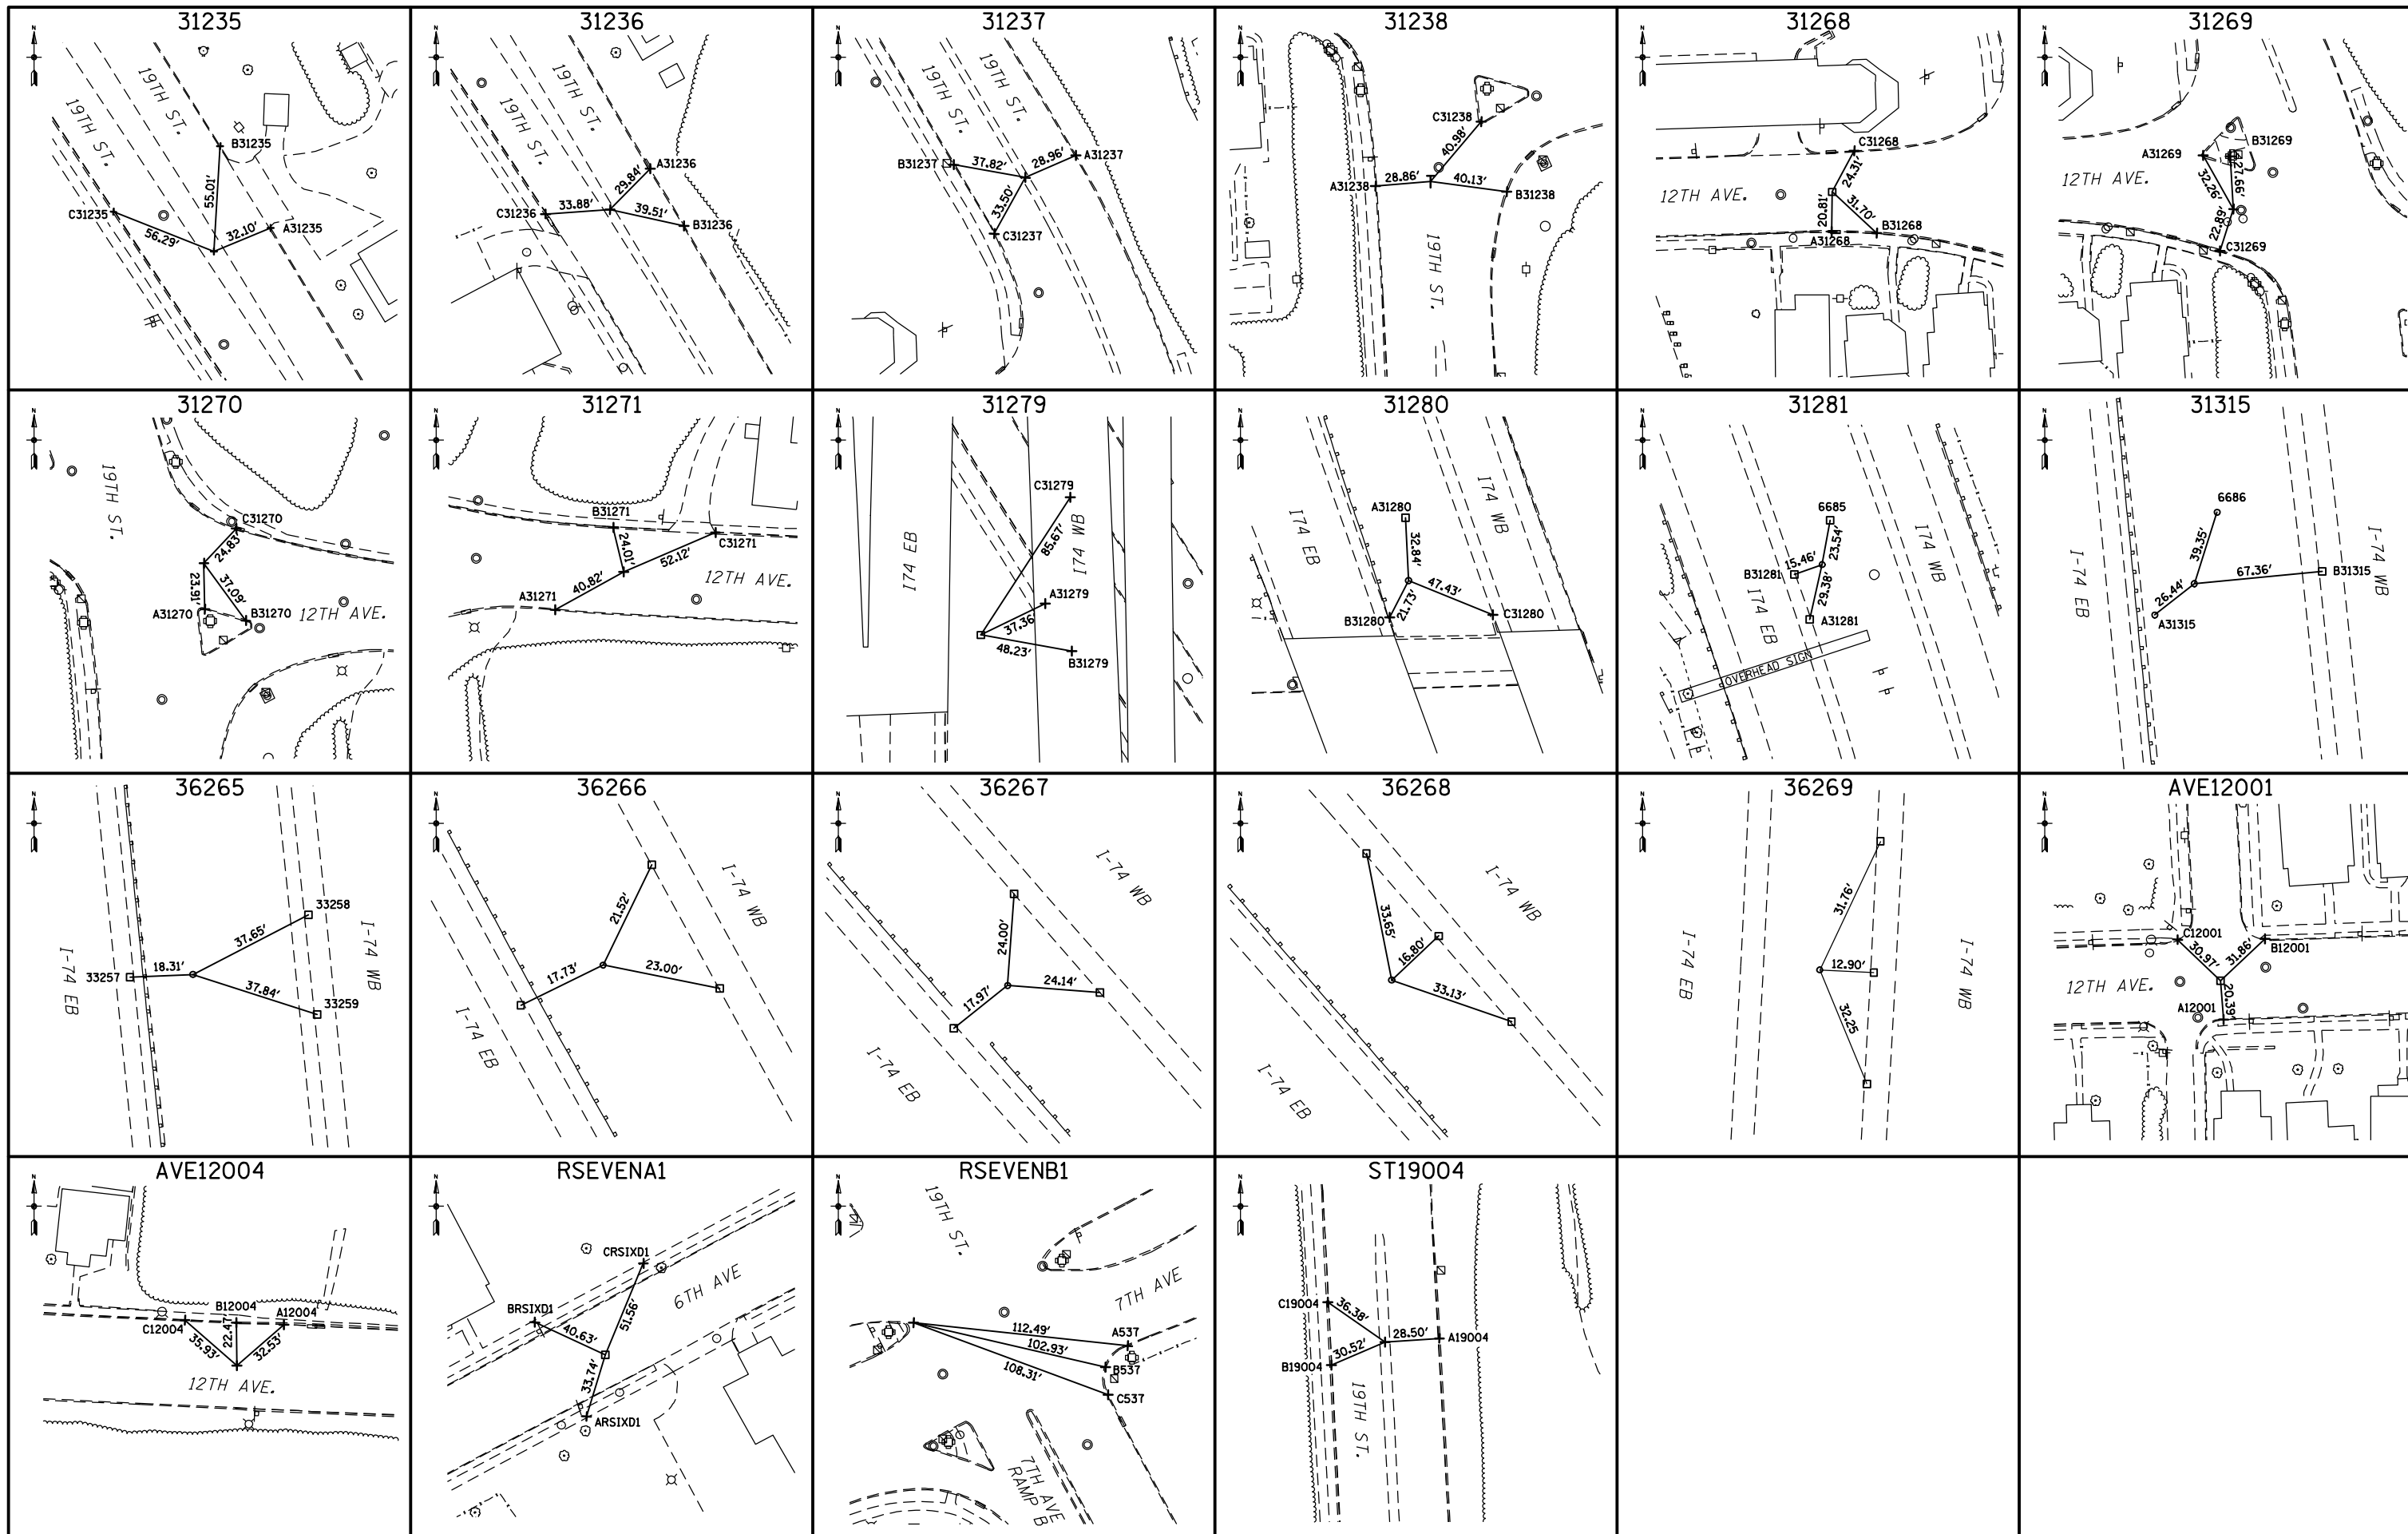 31235
N
19TH ST.
19TH ST.
B31235
55.01'
C31235
56.29'
32.10'
A31235
31236
N
19TH ST.
19TH ST.
A31236
29.84'
C31236
33.88'
39.51'
B31236
31237
N
19TH ST.
19TH ST.
B31237
37.82'
28.96'
A31237
33.50'
C31237
31238
N
C31238
40.98'
A31238
28.86'
40.13'
B31238
19TH ST.
31268
N
C31268
24.31'
12TH AVE.
20.81'
31.70'
A31268
B31268
31269
N
A31269
B31269
12TH AVE.
32.26'
27.66'
22.89'
C31269
31270
N
19TH ST.
C31270
24.83'
23.91'
37.09'
A31270
B31270
12TH AVE.
31271
N
B31271
24.01'
C31271
52.12'
40.82'
12TH AVE.
A31271
31279
N
C31279
I74 EB
85.67'
I74 WB
A31279
37.36'
48.23'
B31279
31280
N
I74 EB
A31280
I74 WB
32.84'
47.43'
B31280
21.73'
C31280
31281
N
6685
I74 WB
15.46'
23.54'
B31281
29.38'
I74 EB
A31281
OVERHEAD SIGN
31315
N
6686
I-74 EB
39.35'
I-74 WB
67.36'
B31315
26.44'
A31315
36265
N
33258
I-74 EB
37.65'
I-74 WB
33257
18.31'
37.84'
33259
36266
N
I-74 WB
21.52'
17.73'
23.00'
I-74 EB
36267
N
I-74 WB
24.00'
17.97'
24.14'
I-74 EB
36268
N
I-74 WB
33.65'
16.80'
33.13'
I-74 EB
36269
N
31.76'
I-74 EB
12.90'
I-74 WB
32.25
AVE12001
N
C12001
B12001
30.97'
31.86'
12TH AVE.
20.39'
A12001
AVE12004
N
B12004
A12004
C12004
22.47'
35.93'
32.53'
12TH AVE.
RSEVENA1
N
CRSIXD1
6TH AVE
BRSIXD1
51.56'
40.63'
33.74'
ARSIXD1
RSEVENB1
N
19TH ST.
7TH AVE
112.49'
A537
102.93'
B537
108.31'
C537
7TH AVE
RAMP B
ST19004
N
C19004
36.38'
28.50'
A19004
30.52'
B19004
19TH ST.